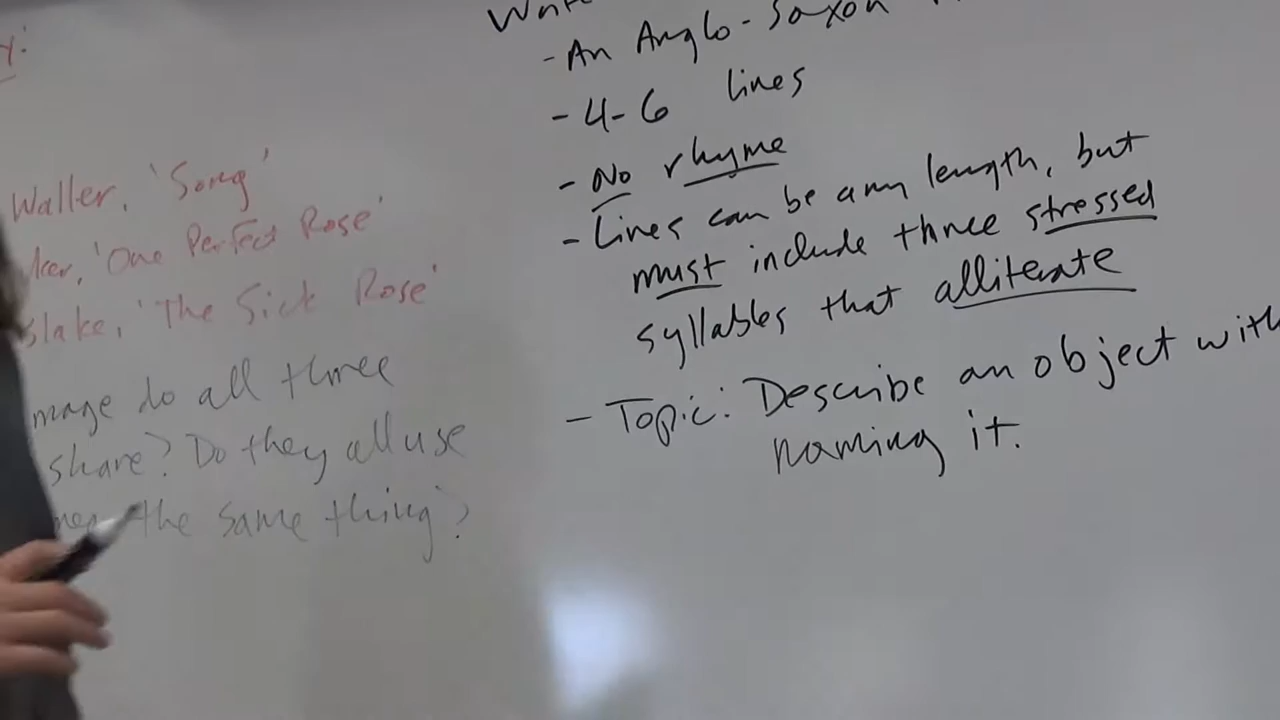 Waller, 'Song'
'One Perfect Rose'
'The Sick Rose'
do all three
share? Do they all use
the same thing?
- An Anglo-Saxon
- 4-6 lines
- No rhyme
- Lines can be any length, but
must include three stressed
syllables that alliterate
- Topic: Describe an object with
naming it.